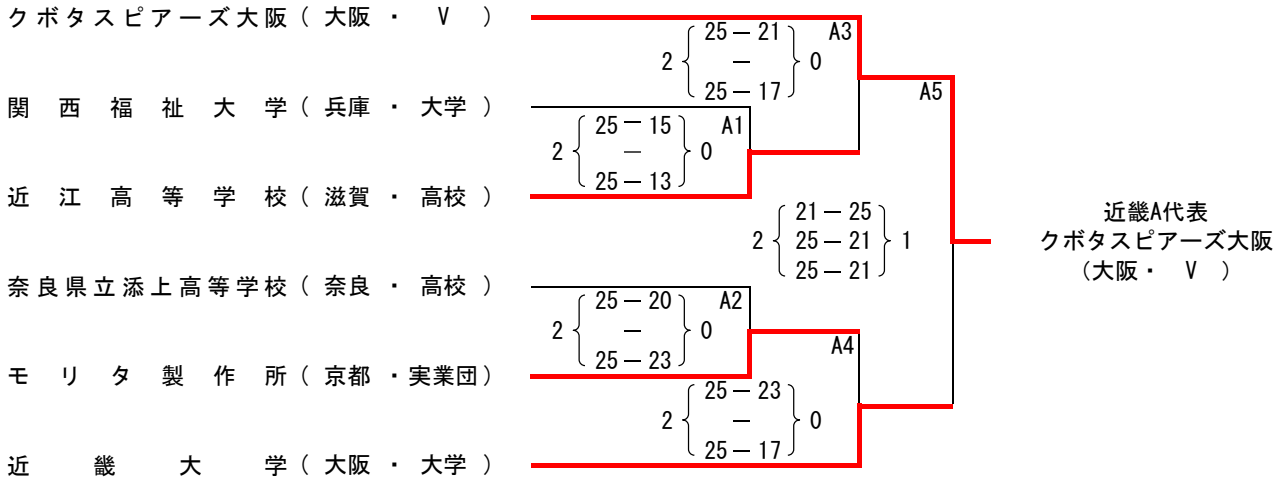 クボタスピアーズ大阪 ( 大阪 ・ V )
25 － 21 A3
2 － 0
25 － 17
A5
関西福祉大学 ( 兵庫 ・ 大学 )
25 － 15 A1
2 － 0
25 － 13
近江高等学校 ( 滋賀 ・ 高校 )
21 － 25
2 25 － 21 1
25 － 21
近畿A代表
クボタスピアーズ大阪
(大阪・ V )
奈良県立添上高等学校 ( 奈良 ・ 高校 )
25 － 20 A2
2 － 0
25 － 23
A4
モリタ製作所 ( 京都 ・実業団)
25 － 23
2 － 0
25 － 17
近畿大学 ( 大阪 ・ 大学 )